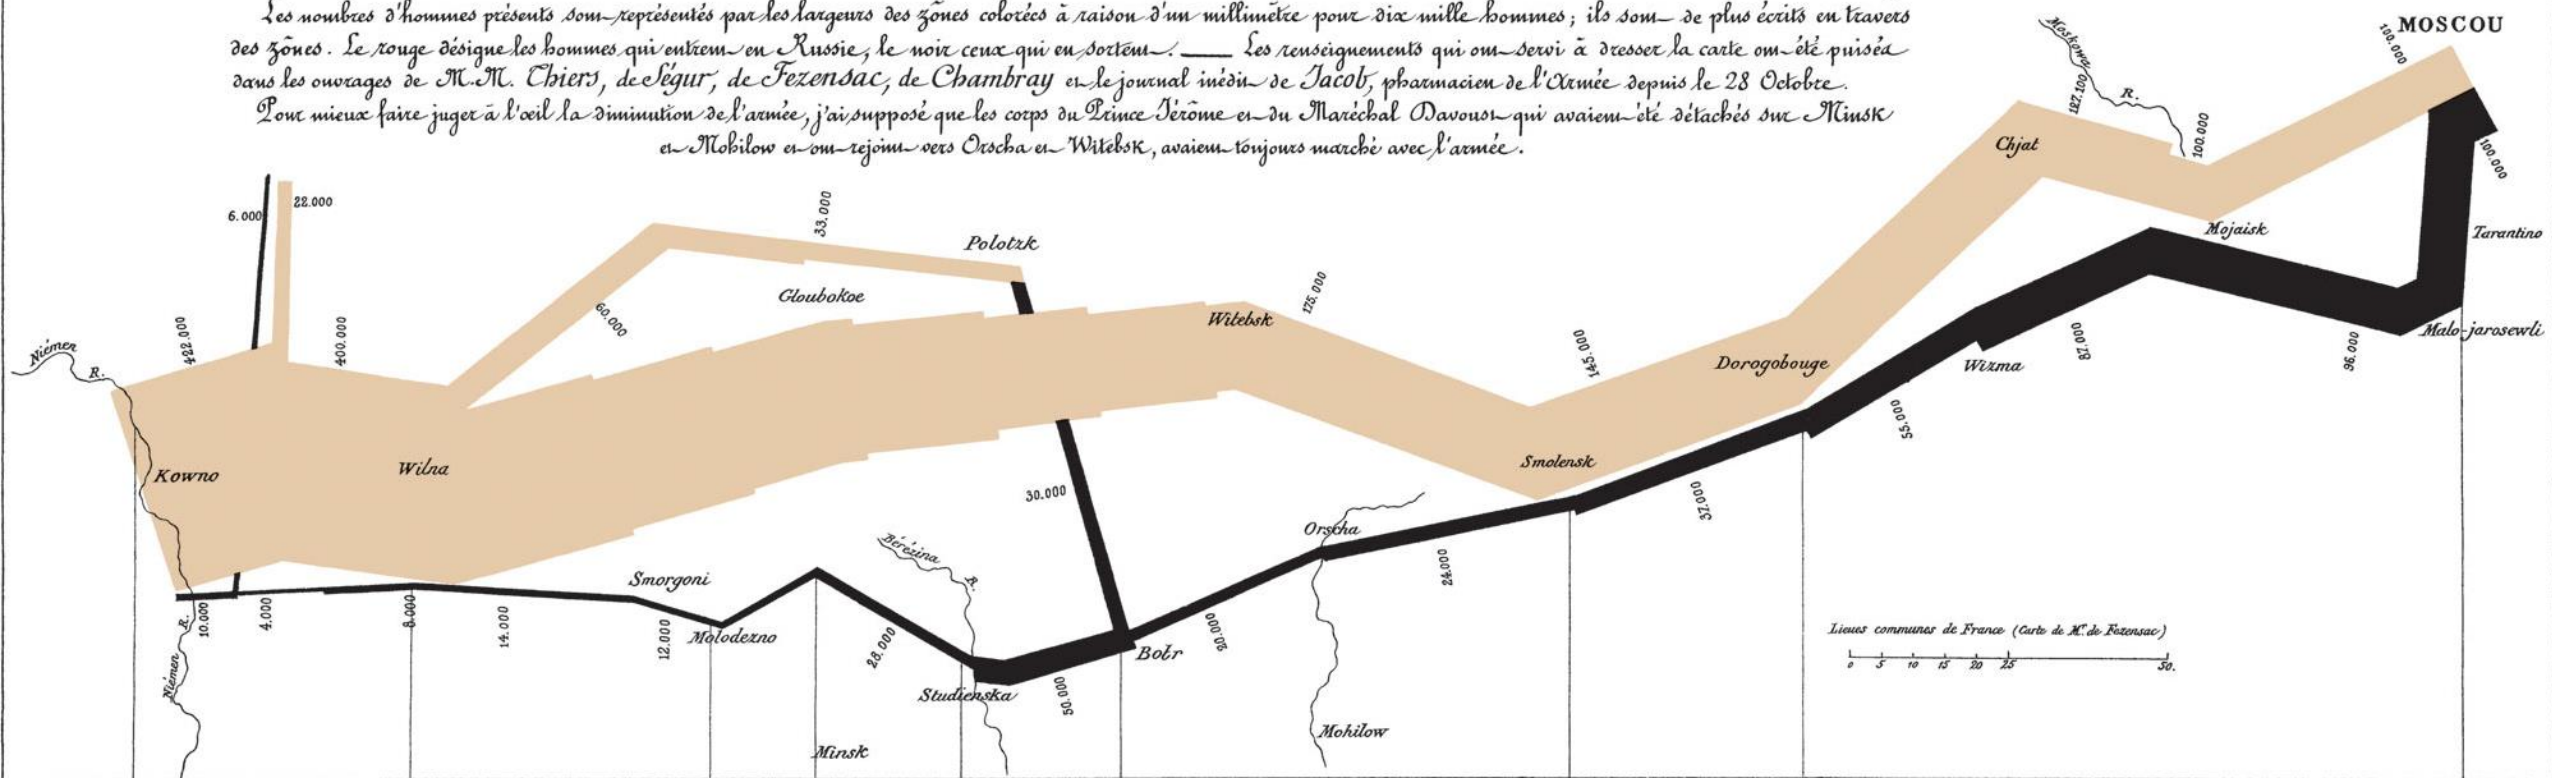 Les nombres d'hommes présents sont représentés par les largeurs des zones colorées à raison d'un millimètre pour dix mille hommes; ils sont de plus écrits en travers
des zones. Le rouge désigne les hommes qui entrent en Russie, le noir ceux qui en sortent. — Les renseignements qui ont servi à dresser la carte ont été puisés
dans les ouvrages de M.M. Thiers, de Ségur, de Fezensac, de Chambray et le journal inédit de Jacob, pharmacien de l'Armée depuis le 28 Octobre.
Pour mieux faire juger à l'œil la diminution de l'armée, j'ai supposé que les corps du Prince Jérôme et du Maréchal Davoust qui avaient été détachés sur Minsk
et Mohilow et ont rejoint vers Orscha et Witebsk, avaient toujours marché avec l'armée.
MOSCOU
100.000
Moskowa
R.
127.100
100.000
Chjat
100.000
Mojaisk
Tarantino
Malo-jarosewli
6.000
22.000
33.000
Polotzk
Gloubokoe
60.000
422.000
400.000
Niémen
R.
Witebsk
175.000
145.000
Dorogobouge
87.000
Wizma
96.000
55.000
Kowno
Wilna
Smolensk
30.000
37.000
Orscha
Bérézina
R.
24.000
Smorgoni
10.000
4.000
8.000
14.000
12.000
Molodezno
28.000
20.000
Botr
R.
Niémen
Studienska
50.000
Mohilow
Minsk
Lieues communes de France (Carte de Mr. de Fezensac)
0 5 10 15 20 25 50.